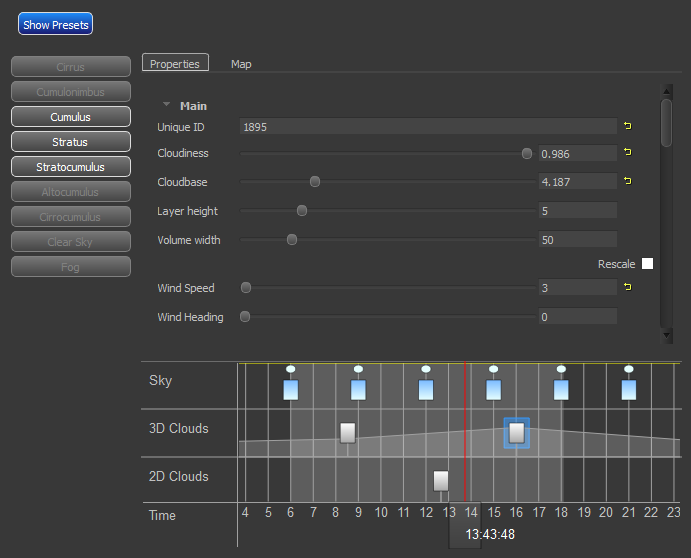 Show Presets
Cirrus
Cumulonimbus
Cumulus
Stratus
Stratocumulus
Altocumulus
Cirrocumulus
Clear Sky
Fog
Properties Map
Main
Unique ID 1895
Cloudiness 0.986
Cloudbase 4.187
Layer height 5
Volume width 50
Rescale
Wind Speed 3
Wind Heading 0
Sky
3D Clouds
2D Clouds
Time 4 5 6 7 8 9 10 11 12 13 14 15 16 17 18 19 20 21 22 23
13:43:48